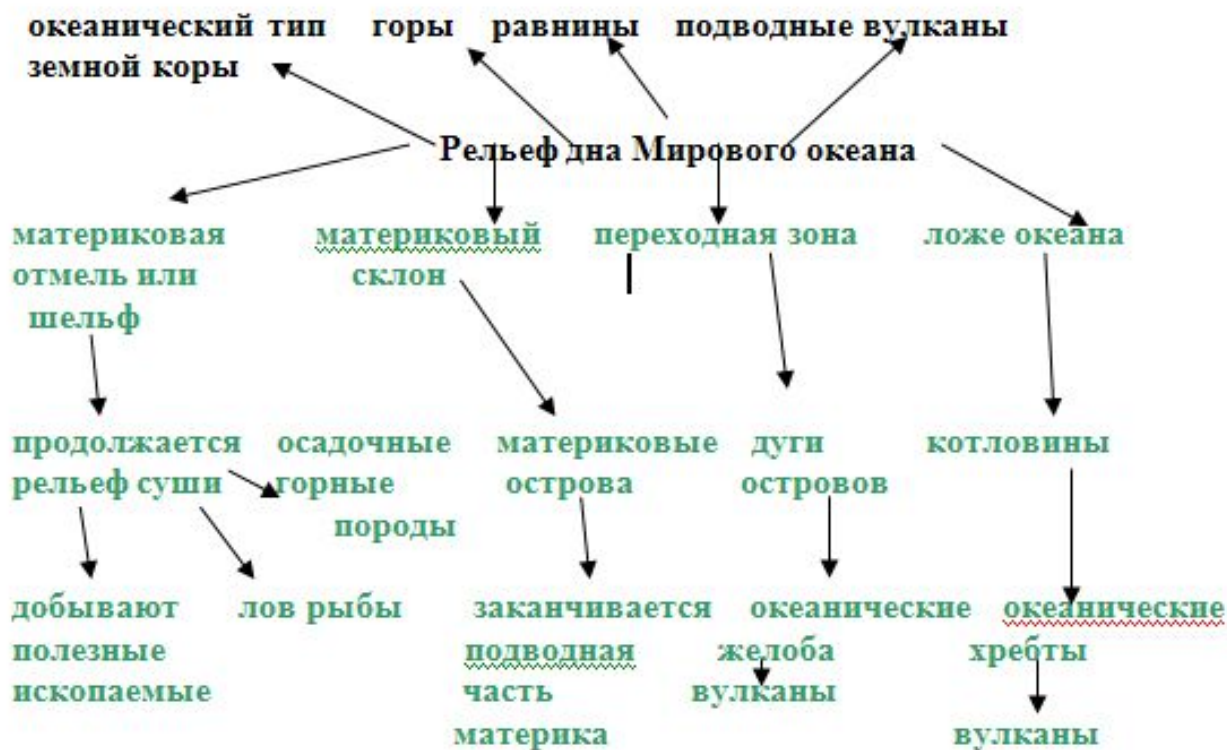 океанический тип горы равнины подводные вулканы
земной коры
Рельеф дна Мирового океана
материковая материковый переходная зона ложе океана
отмель или склон
шельф
продолжается осадочные материковые дуги котловины
рельеф суши горные острова островов
породы
добывают лов рыбы заканчивается океанические океанические
полезные подводная желоба хребты
ископаемые часть вулканы
материка вулканы